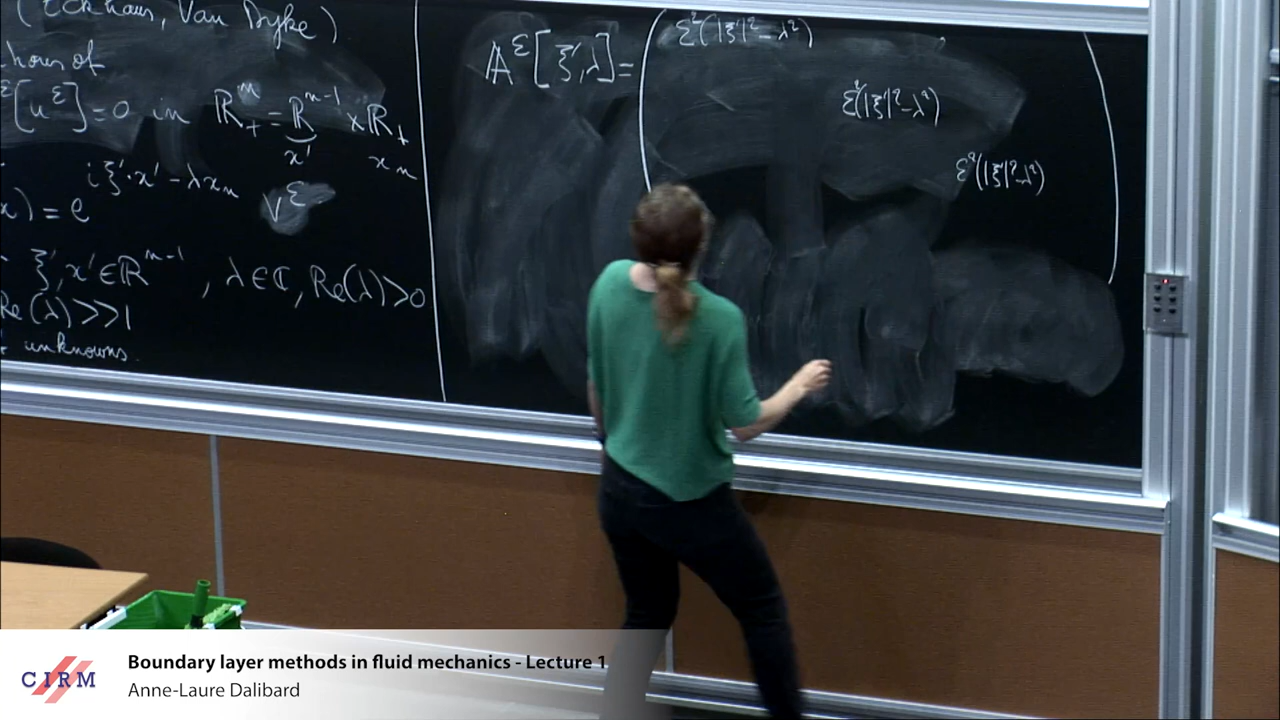 (Eckhaus, Van Dyke)
hour of
^ε[u^ε]=0 in ℝ^n_+ = ℝ^{n-1} × ℝ_+
x' x_n
x) = e^{iξ'·x' - λx_n} V^ε
ξ', x' ∈ ℝ^{n-1}, λ ∈ ℂ, Re(λ)>0
Re(λ)>>1
unknowns.
𝔸^ε[ξ',λ] = (
ε²(|ξ'|²-λ²)
ε²(|ξ'|²-λ²)
ε²(|ξ'|²-λ²)
)
CIRM
Boundary layer methods in fluid mechanics - Lecture 1
Anne-Laure Dalibard